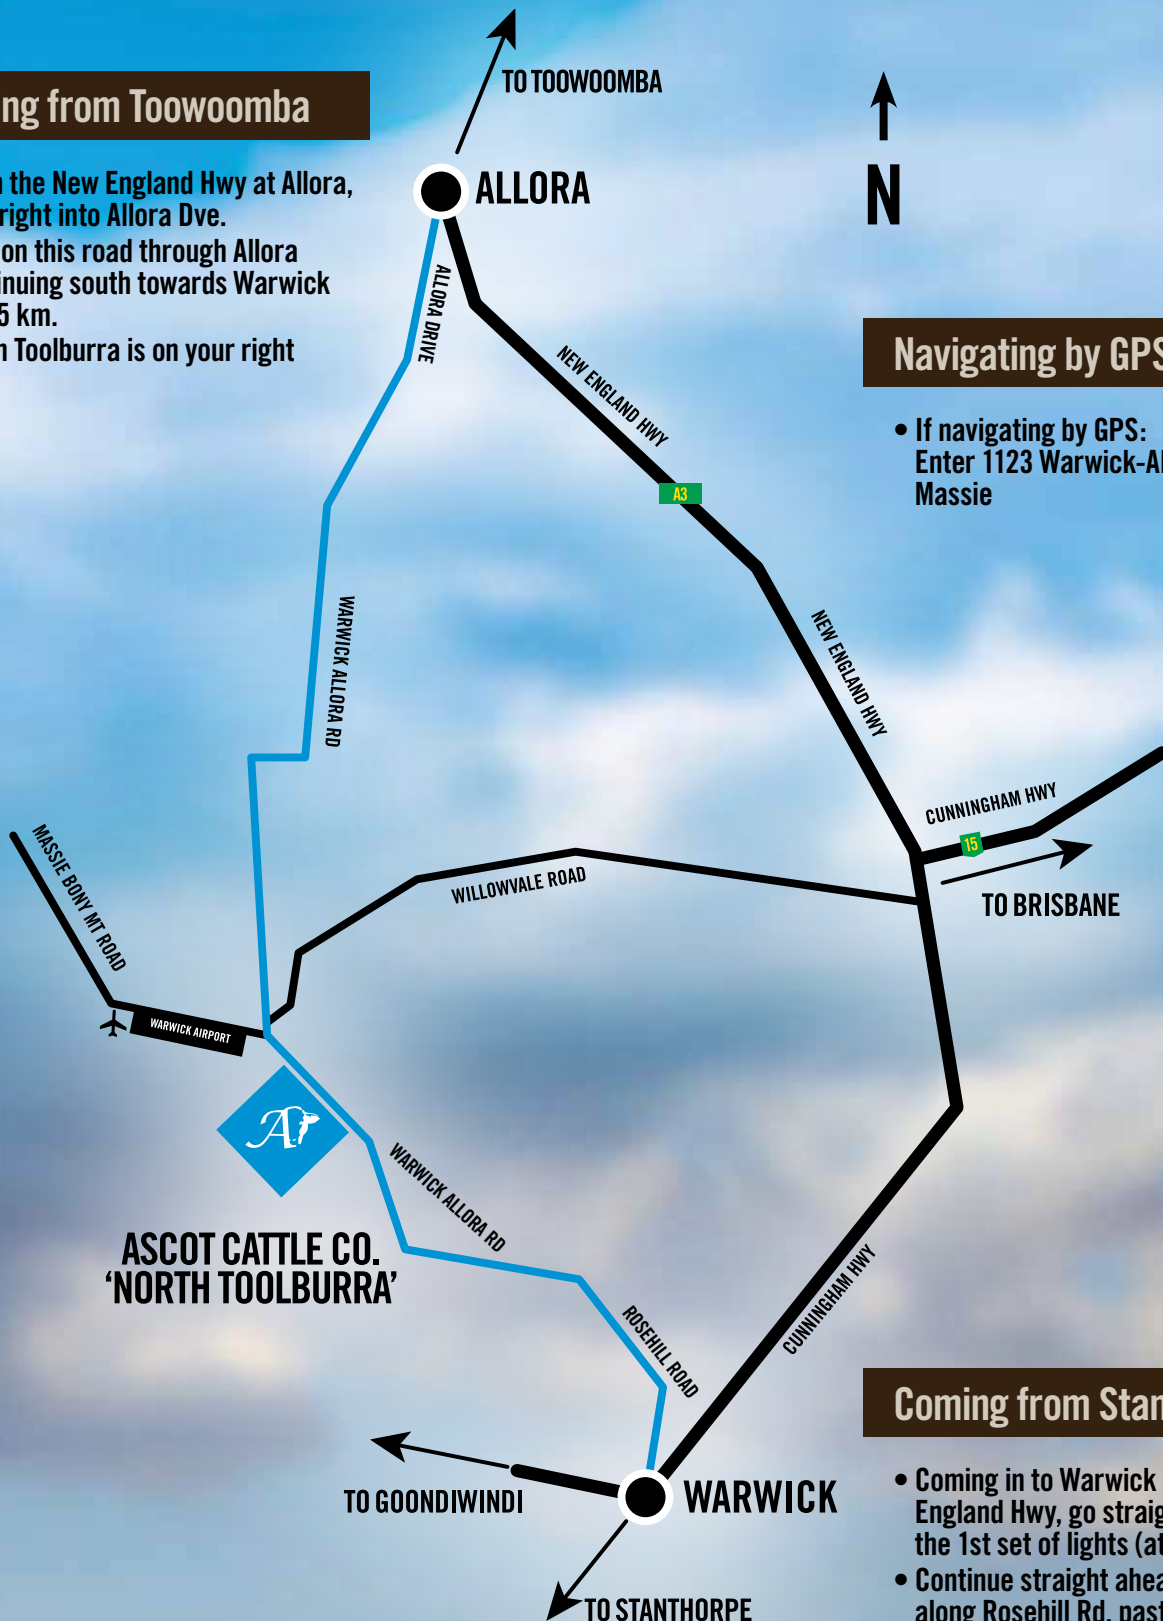 TO TOOWOOMBA
ng from Toowoomba
the New England Hwy at Allora,
right into Allora Dve.
on this road through Allora
inuing south towards Warwick
5 km.
Toolburra is on your right
ALLORA
N
ALLORA DRIVE
NEW ENGLAND HWY
A3
Navigating by GPS
• If navigating by GPS:
Enter 1123 Warwick-Al
Massie
WARWICK ALLORA RD
NEW ENGLAND HWY
CUNNINGHAM HWY
15
TO BRISBANE
MASSIE BONY MT ROAD
WILLOWVALE ROAD
WARWICK AIRPORT
A
WARWICK ALLORA RD
ASCOT CATTLE CO.
‘NORTH TOOLBURRA’
CUNNINGHAM HWY
ROSEHILL ROAD
TO GOONDIWINDI
WARWICK
TO STANTHORPE
Coming from Stan
• Coming in to Warwick
England Hwy, go straig
the 1st set of lights (at
• Continue straight ahea
along Rosehill Rd, past